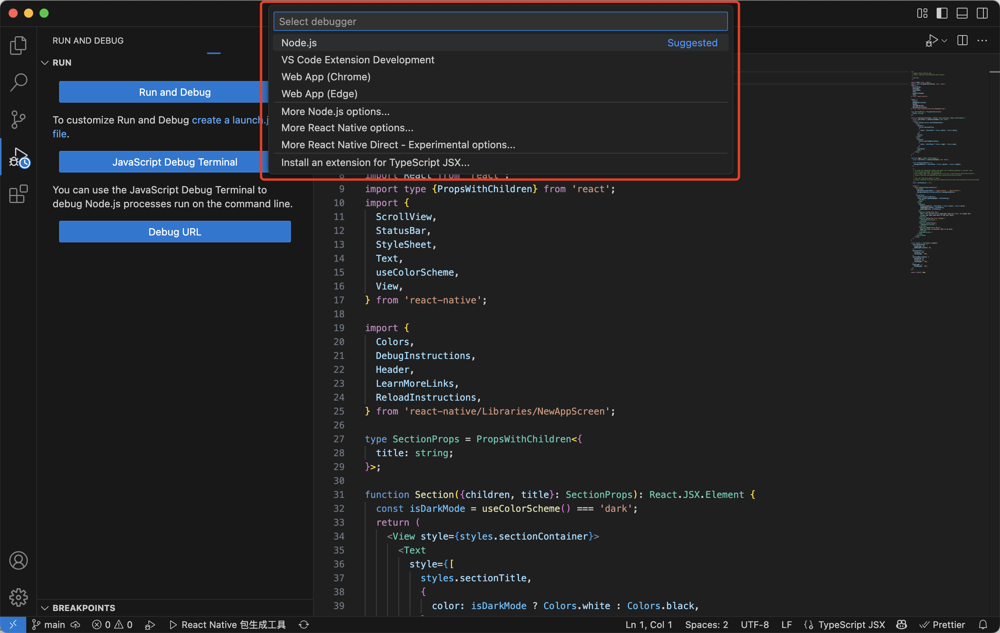 Select debugger
Node.js Suggested
VS Code Extension Development
Web App (Chrome)
Web App (Edge)
More Node.js options...
More React Native options...
More React Native Direct - Experimental options...
Install an extension for TypeScript JSX...
RUN AND DEBUG
RUN
Run and Debug
To customize Run and Debug create a launch.j
file.
JavaScript Debug Terminal
You can use the JavaScript Debug Terminal to
debug Node.js processes run on the command line.
Debug URL
BREAKPOINTS
8 import React from 'react';
9 import type {PropsWithChildren} from 'react';
10 import {
11 ScrollView,
12 StatusBar,
13 StyleSheet,
14 Text,
15 useColorScheme,
16 View,
17 } from 'react-native';
18
19 import {
20 Colors,
21 DebugInstructions,
22 Header,
23 LearnMoreLinks,
24 ReloadInstructions,
25 } from 'react-native/Libraries/NewAppScreen';
26
27 type SectionProps = PropsWithChildren<{
28 title: string;
29 }>;
30
31 function Section({children, title}: SectionProps): React.JSX.Element {
32 const isDarkMode = useColorScheme() === 'dark';
33 return (
34 <View style={styles.sectionContainer}>
35 <Text
36 style={[
37 styles.sectionTitle,
38 {
39 color: isDarkMode ? Colors.white : Colors.black,
main 0 0 React Native 包生成工具 Ln 1, Col 1 Spaces: 2 UTF-8 LF TypeScript JSX Prettier